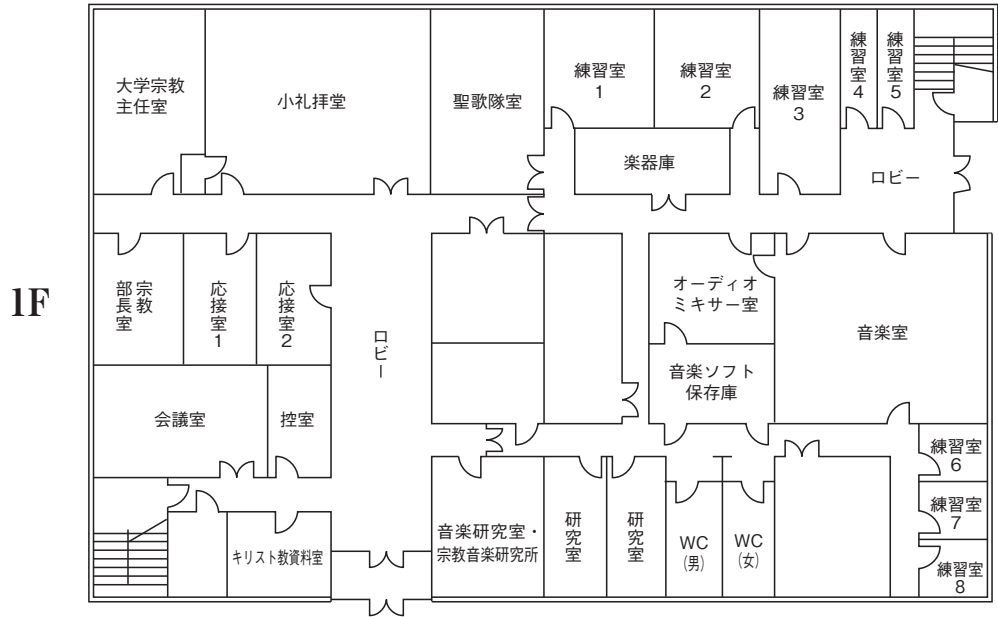 1F
大学宗教
主任室
小礼拝堂
聖歌隊室
練習室
1
練習室
2
練習室
3
練習室4
練習室5
楽器庫
ロビー
宗教
部長室
応接室1
応接室2
ロビー
オーディオ
ミキサー室
音楽室
音楽ソフト
保存庫
会議室
控室
練習室
6
練習室
7
練習室
8
キリスト教資料室
音楽研究室・
宗教音楽研究所
研究室
研究室
WC
(男)
WC
(女)